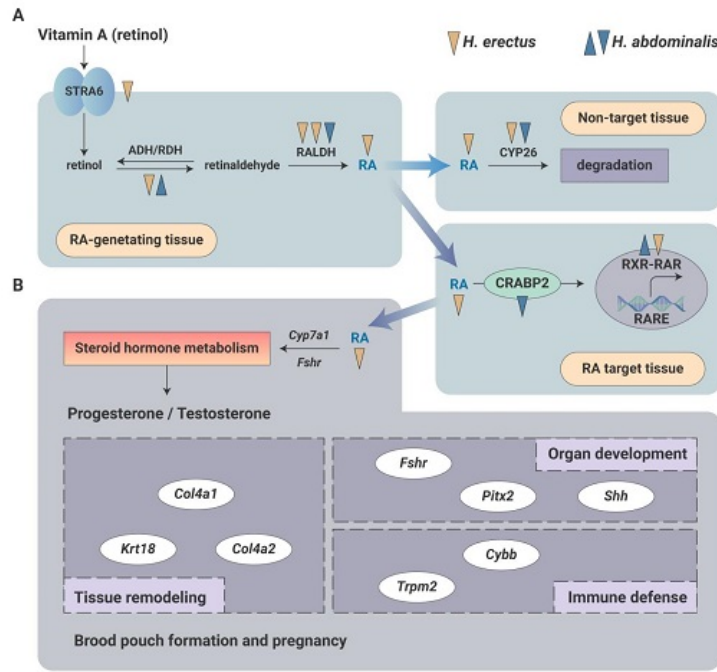 A
Vitamin A (retinol)
H. erectus
H. abdominalis
STRA6
Non-target tissue
ADH/RDH
RALDH
CYP26
retinol
retinaldehyde
RA
RA
degradation
RA-genetating tissue
CRABP2
RXR-RAR
RA
RARE
B
Cyp7a1
RA
Steroid hormone metabolism
Fshr
RA target tissue
Progesterone / Testosterone
Organ development
Fshr
Col4a1
Pitx2
Shh
Krt18
Col4a2
Cybb
Trpm2
Tissue remodeling
Immune defense
Brood pouch formation and pregnancy